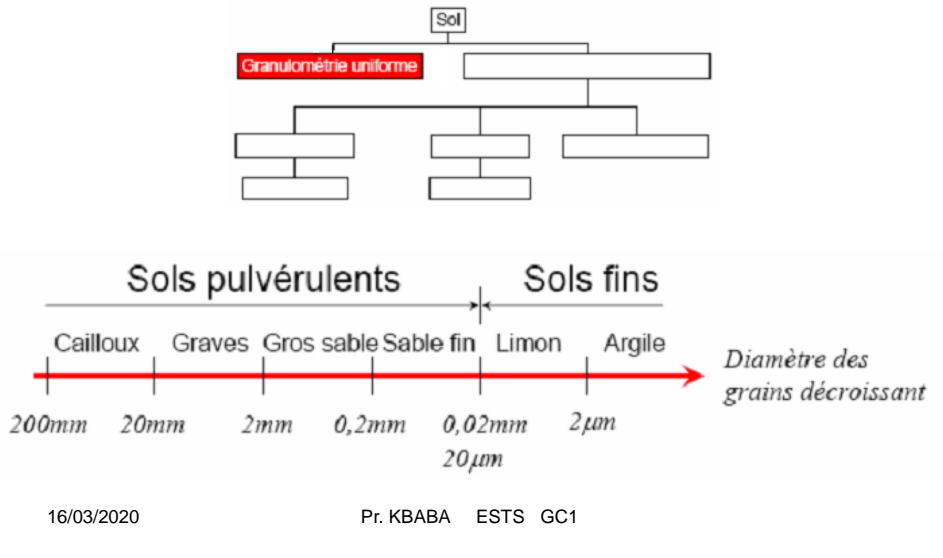 Sol
Granulométrie uniforme
Sols pulvérulents Sols fins
Cailloux Graves Gros sable Sable fin Limon Argile
Diamètre des
grains décroissant
200mm 20mm 2mm 0,2mm 0,02mm 2µm
20µm
16/03/2020 Pr. KBABA ESTS GC1